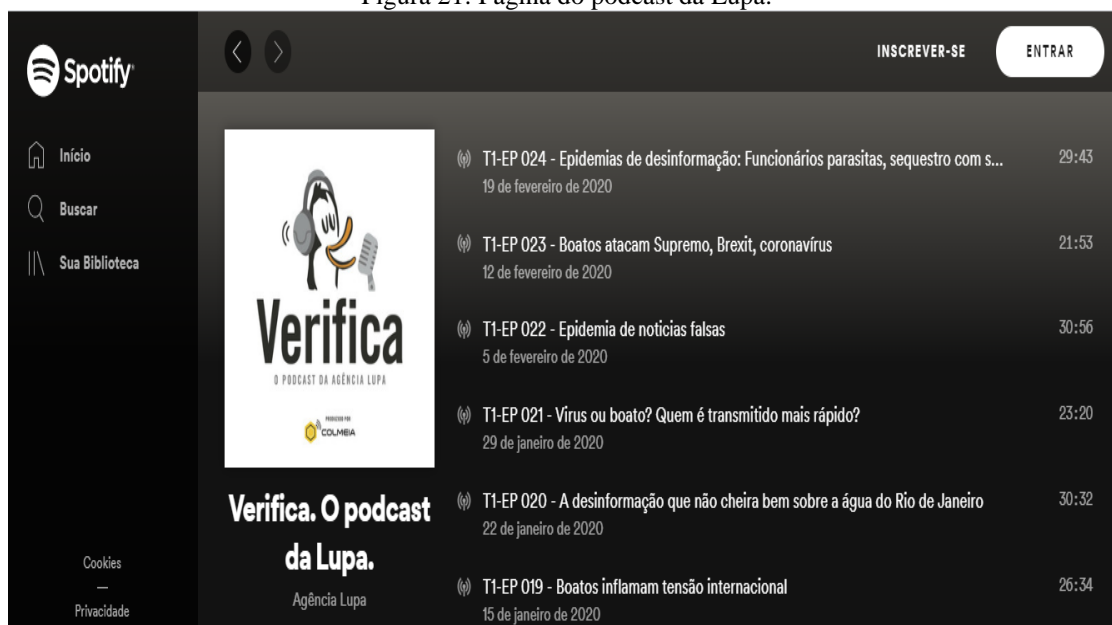 Figura 21: Página do podcast da Lupa.
Spotify
INSCREVER-SE
ENTRAR
Início
Buscar
Sua Biblioteca
Verifica
O PODCAST DA AGÊNCIA LUPA
PRODUZIDO POR
COLMEIA
Verifica. O podcast
da Lupa.
Agência Lupa
T1-EP 024 - Epidemias de desinformação: Funcionários parasitas, sequestro com s...
29:43
19 de fevereiro de 2020
T1-EP 023 - Boatos atacam Supremo, Brexit, coronavírus
21:53
12 de fevereiro de 2020
T1-EP 022 - Epidemia de noticias falsas
30:56
5 de fevereiro de 2020
T1-EP 021 - Virus ou boato? Quem é transmitido mais rápido?
23:20
29 de janeiro de 2020
T1-EP 020 - A desinformação que não cheira bem sobre a água do Rio de Janeiro
30:32
22 de janeiro de 2020
T1-EP 019 - Boatos inflamam tensão internacional
26:34
15 de janeiro de 2020
Cookies
Privacidade